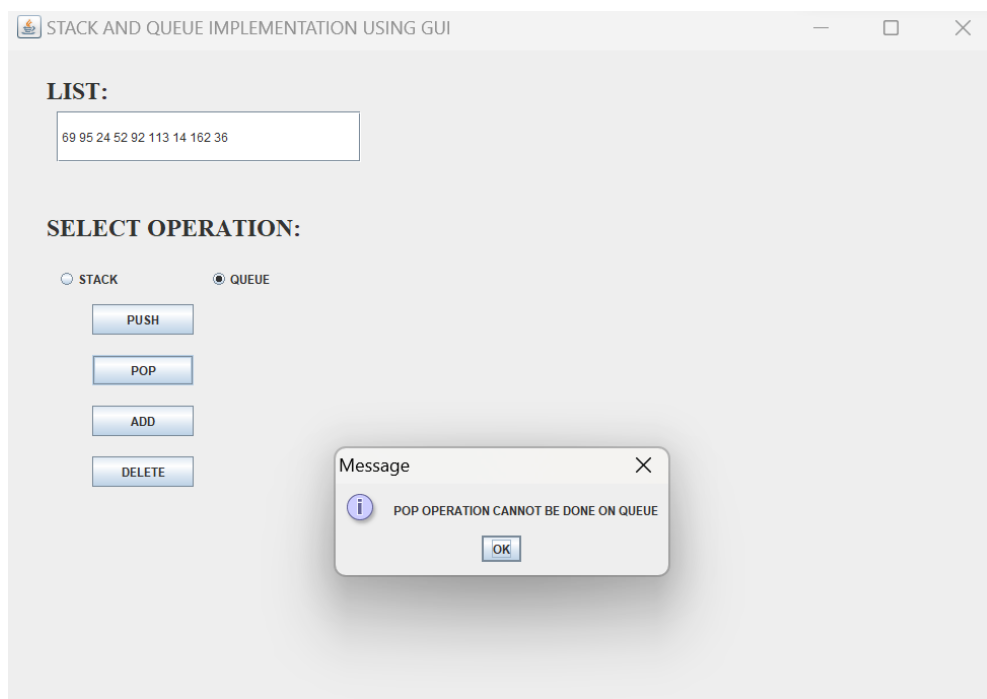 STACK AND QUEUE IMPLEMENTATION USING GUI
LIST:
69 95 24 52 92 113 14 162 36
SELECT OPERATION:
STACK QUEUE
PUSH
POP
ADD
DELETE
Message
POP OPERATION CANNOT BE DONE ON QUEUE
OK